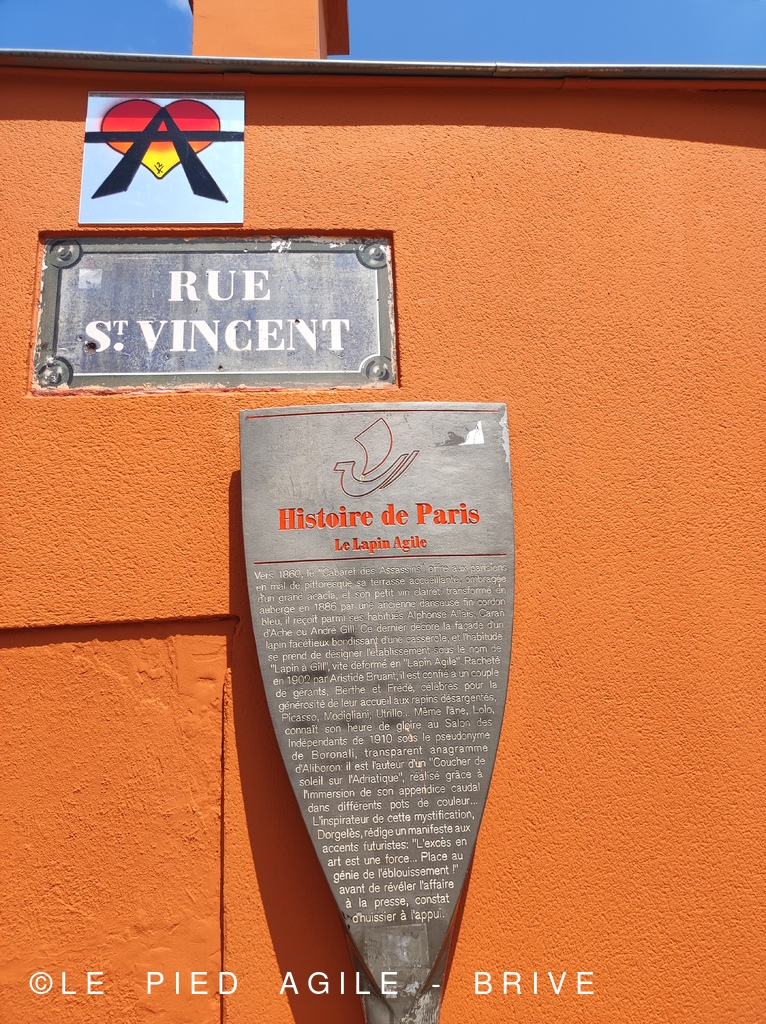 RUE
ST. VINCENT
Histoire de Paris
Le Lapin Agile
Vers 1860, le "Cabaret des Assassins" offre aux parisiens
en mal de pittoresque sa terrasse accueillante, ombragée
d'un grand acacia, et son petit vin clairet. Transformé en
auberge en 1886 par une ancienne danseuse fin cordon
bleu, il reçoit parmi ses habitués Alphonse Allais, Caran
d'Ache ou André Gill. Ce dernier décore la façade d'un
lapin facétieux bondissant d'une casserole, et l'habitude
se prend de désigner l'établissement sous le nom de
"Lapin à Gill", vite déformé en "Lapin Agile". Racheté
en 1902 par Aristide Bruant, il est confié à un couple
de gérants, Berthe et Frédé, célèbres pour la
générosité de leur accueil aux rapins désargentés,
Picasso, Modigliani, Utrillo... Même l'âne, Lolo,
connaît son heure de gloire au Salon des
Indépendants de 1910 sous le pseudonyme
de Boronali, transparent anagramme
d'Aliboron: il est l'auteur d'un "Coucher de
soleil sur l'Adriatique", réalisé grâce à
l'immersion de son appendice caudal
dans différents pots de couleur...
L'inspirateur de cette mystification,
Dorgelès, rédige un manifeste aux
accents futuristes: "L'excès en
art est une force... Place au
génie de l'éblouissement !"
avant de révéler l'affaire
à la presse, constat
d'huissier à l'appui.
©LE PIED AGILE - BRIVE